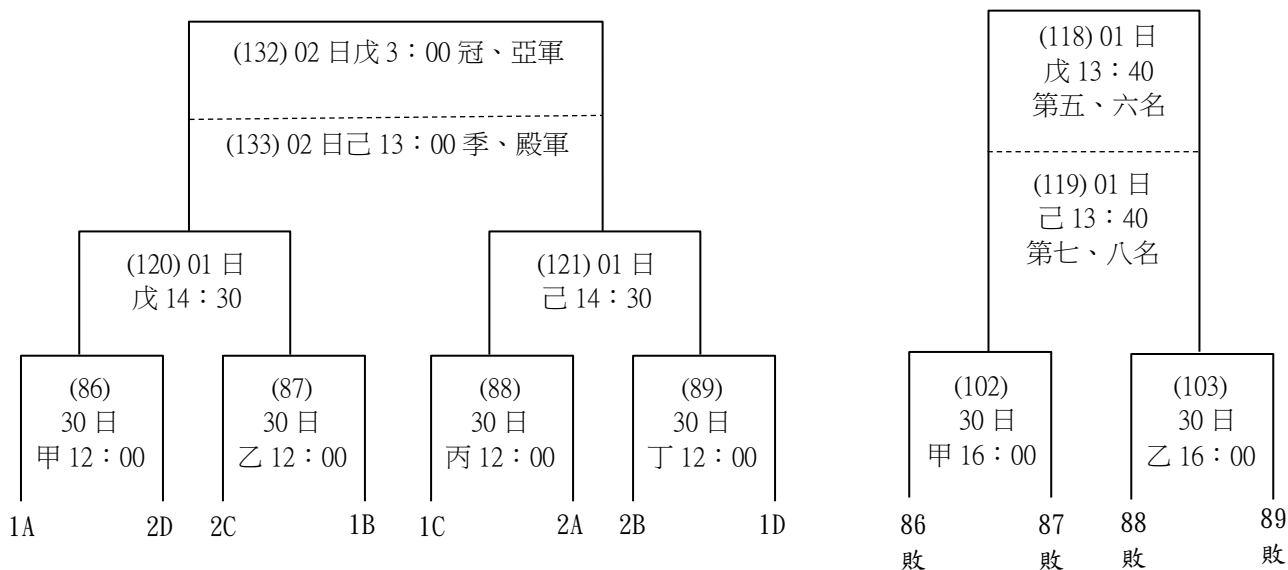 (132) 02 日戊 3：00 冠、亞軍
(133) 02 日己 13：00 季、殿軍
(120) 01 日
戊 14：30
(121) 01 日
己 14：30
(86)
30 日
甲 12：00
(87)
30 日
乙 12：00
(88)
30 日
丙 12：00
(89)
30 日
丁 12：00
1A
2D
2C
1B
1C
2A
2B
1D
(118) 01 日
戊 13：40
第五、六名
(119) 01 日
己 13：40
第七、八名
(102)
30 日
甲 16：00
(103)
30 日
乙 16：00
86
敗
87
敗
88
敗
89
敗